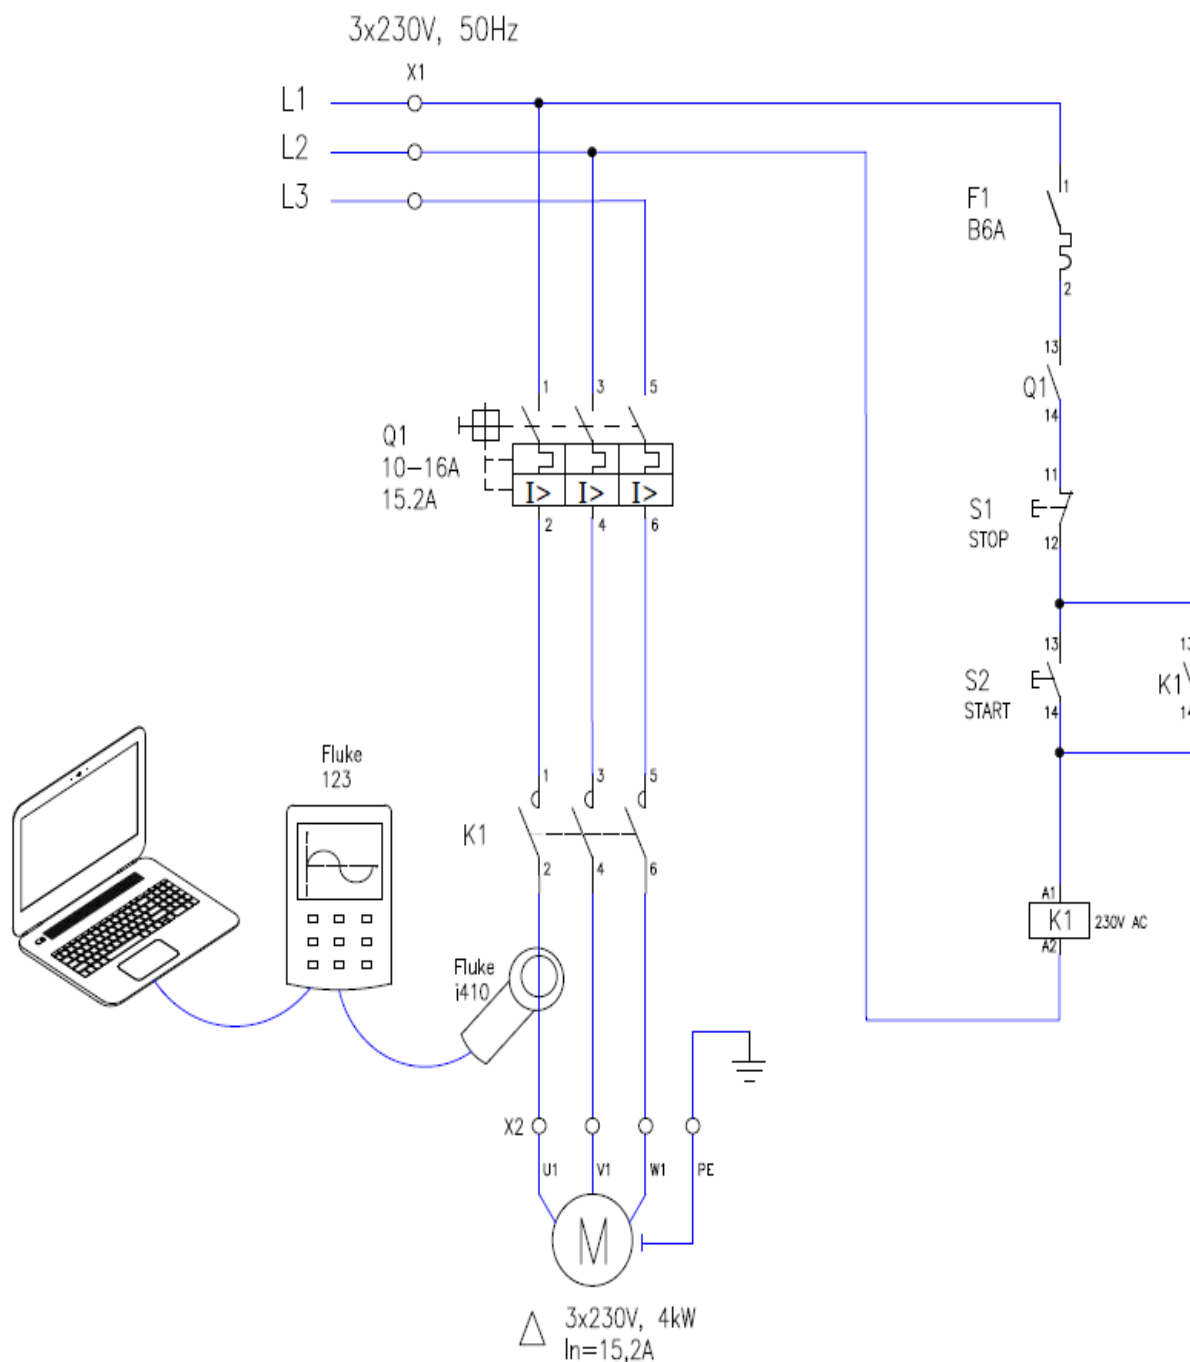 3x230V, 50Hz
X1
L1
L2
L3
1
F1
B6A
2
13
Q1
14
1 3 5
Q1
10-16A
15.2A
I> I> I>
2 4 6
11
S1
STOP
12
13
S2
START
14
13
K1
14
Fluke
123
1 3 5
K1
2 4 6
A1
K1 230V AC
A2
Fluke
i410
X2
U1 V1 W1 PE
M
3x230V, 4kW
In=15,2A